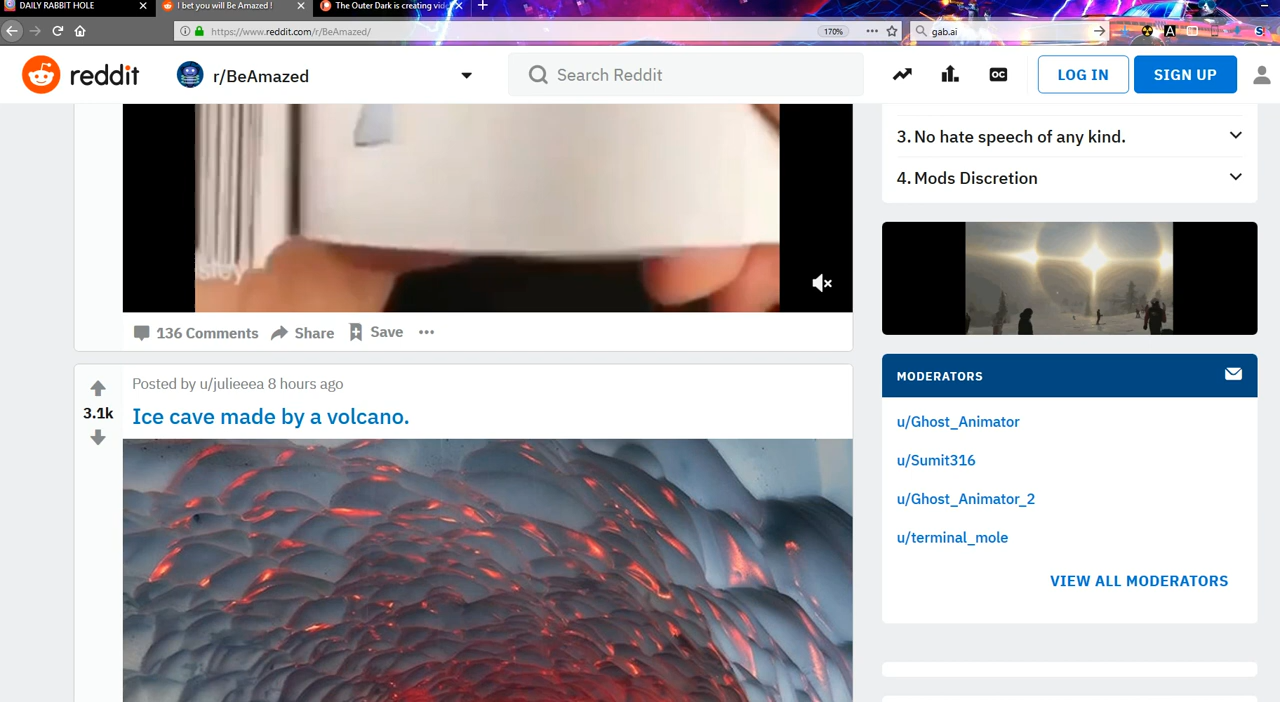 DAILY RABBIT HOLE
I bet you will Be Amazed !
The Outer Dark is creating vid
https://www.reddit.com/r/BeAmazed/
170%
gab.ai
reddit
r/BeAmazed
Search Reddit
OC
LOG IN
SIGN UP
3. No hate speech of any kind.
4. Mods Discretion
136 Comments
Share
Save
Posted by u/julieeea 8 hours ago
3.1k
Ice cave made by a volcano.
MODERATORS
u/Ghost_Animator
u/Sumit316
u/Ghost_Animator_2
u/terminal_mole
VIEW ALL MODERATORS